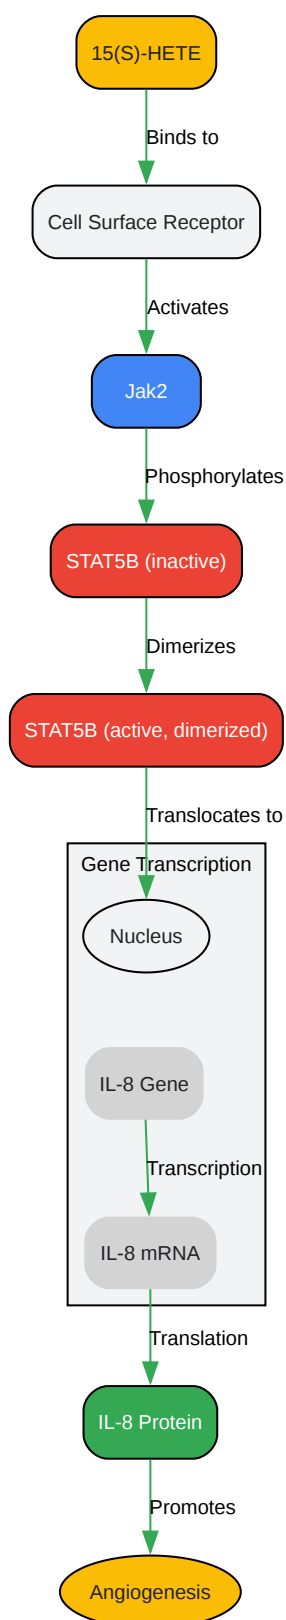 15(S)-HETE
Binds to
Cell Surface Receptor
Activates
Jak2
Phosphorylates
STAT5B (inactive)
Dimerizes
STAT5B (active, dimerized)
Translocates to
Gene Transcription
Nucleus
IL-8 Gene
Transcription
IL-8 mRNA
Translation
IL-8 Protein
Promotes
Angiogenesis